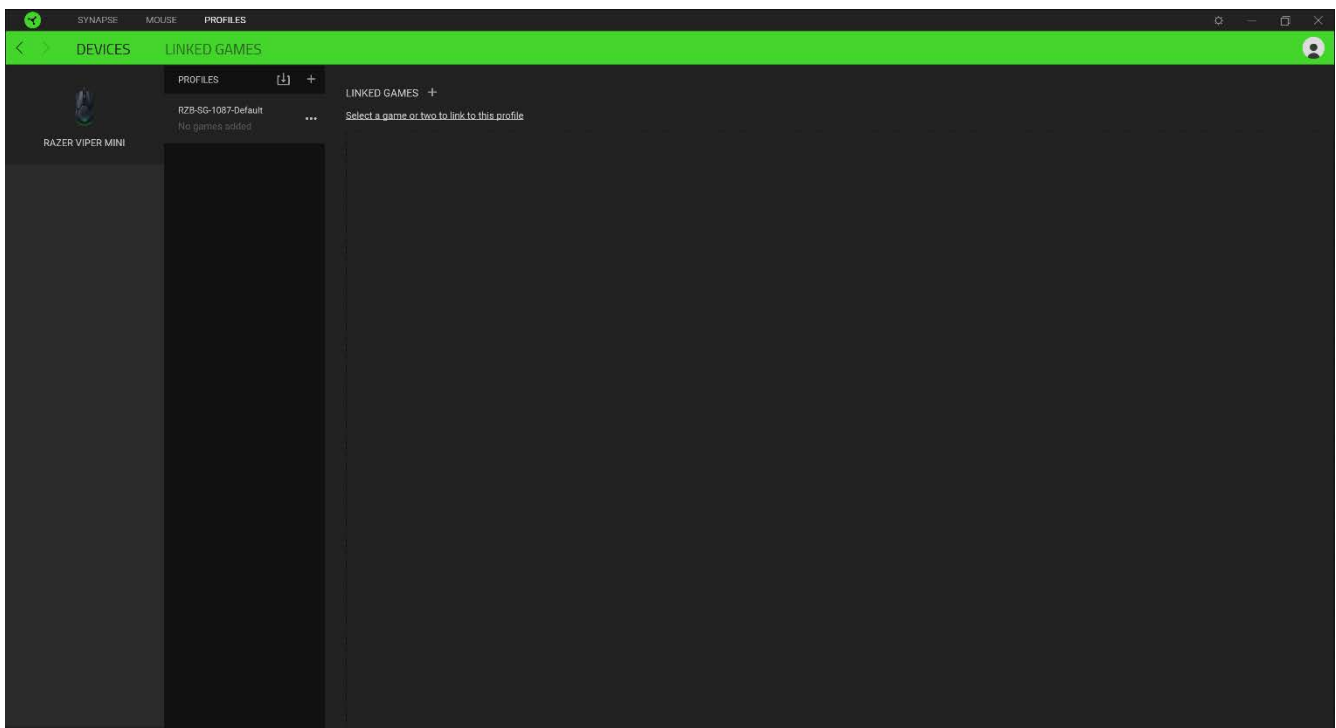 SYNAPSE MOUSE PROFILES
DEVICES LINKED GAMES
PROFILES
RZB-SG-1087-Default
No games added
RAZER VIPER MINI
LINKED GAMES +
Select a game or two to link to this profile